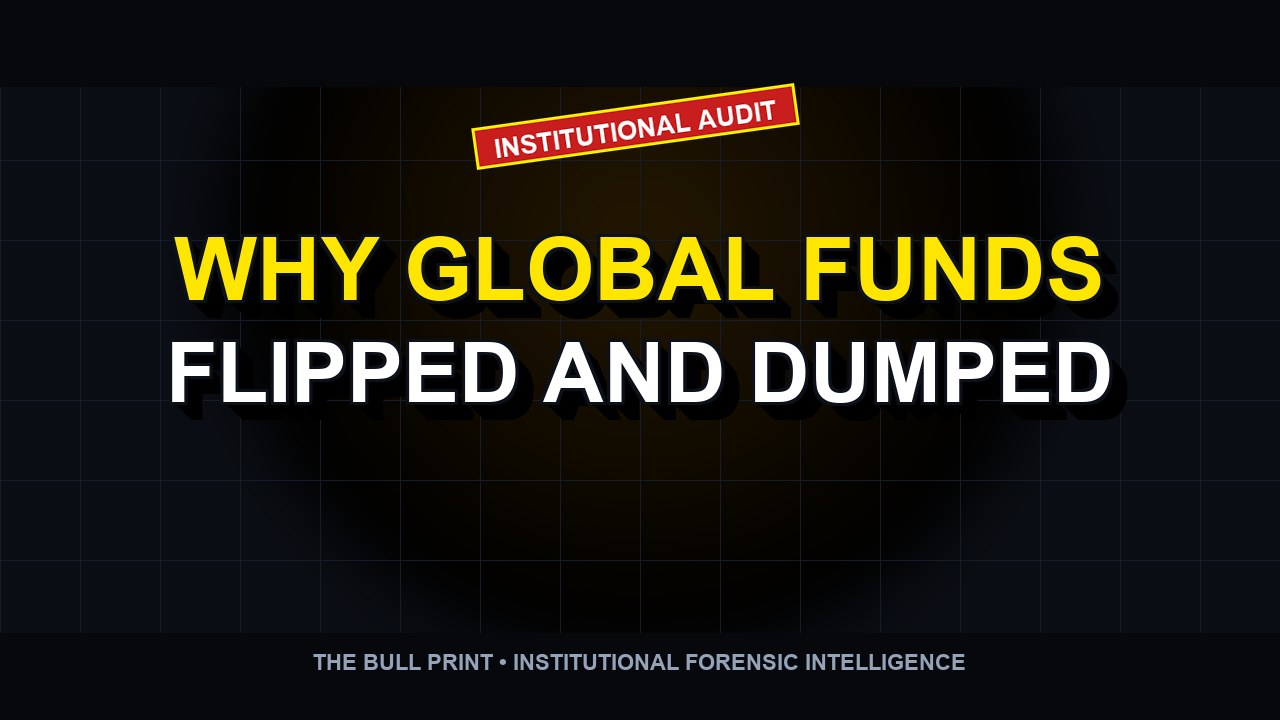 INSTITUTIONAL AUDIT
WHY GLOBAL FUNDS
FLIPPED AND DUMPED
THE BULL PRINT • INSTITUTIONAL FORENSIC INTELLIGENCE